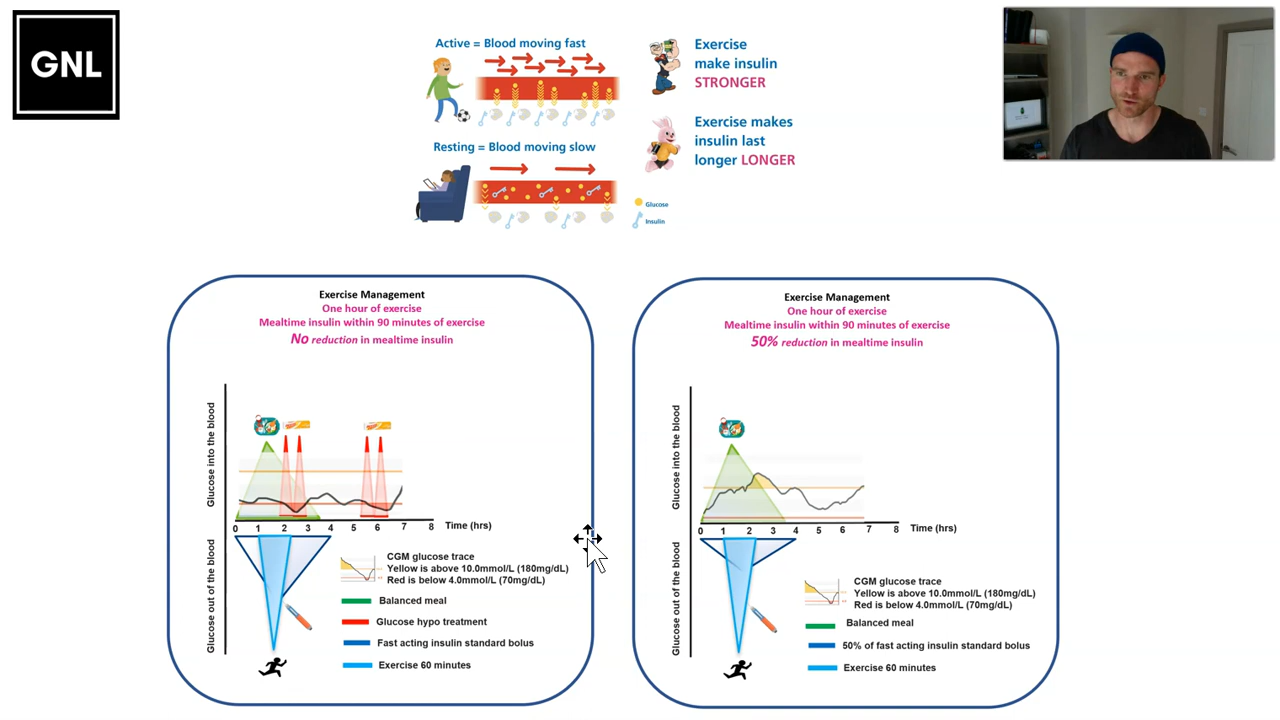 GNL
Active = Blood moving fast
Resting = Blood moving slow
Glucose
Insulin
Exercise
make insulin
STRONGER
Exercise makes
insulin last
longer LONGER
Exercise Management
One hour of exercise
Mealtime insulin within 90 minutes of exercise
No reduction in mealtime insulin
Glucose into the blood
0 1 2 3 4 5 6 7 8 Time (hrs)
Glucose out of the blood
CGM glucose trace
Yellow is above 10.0mmol/L (180mg/dL)
Red is below 4.0mmol/L (70mg/dL)
Balanced meal
Glucose hypo treatment
Fast acting insulin standard bolus
Exercise 60 minutes
Exercise Management
One hour of exercise
Mealtime insulin within 90 minutes of exercise
50% reduction in mealtime insulin
Glucose into the blood
0 1 2 3 4 5 6 7 8 Time (hrs)
Glucose out of the blood
CGM glucose trace
Yellow is above 10.0mmol/L (180mg/dL)
Red is below 4.0mmol/L (70mg/dL)
Balanced meal
50% of fast acting insulin standard bolus
Exercise 60 minutes